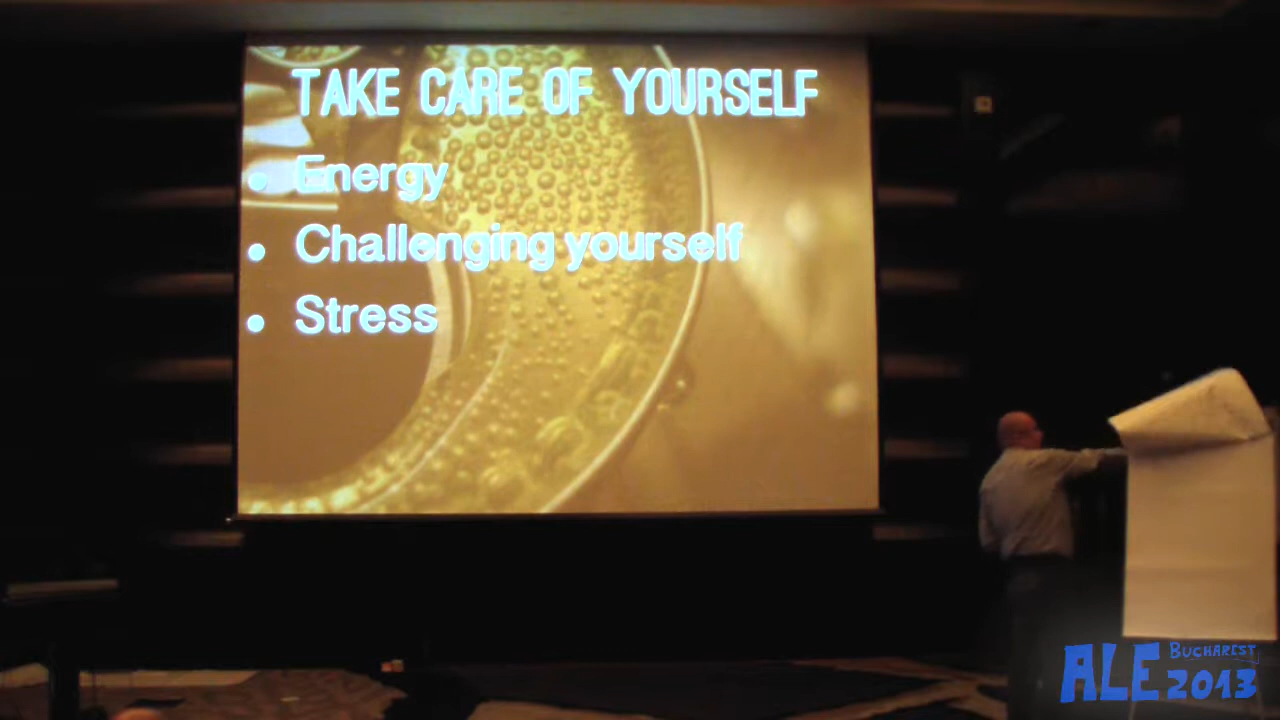 TAKE CARE OF YOURSELF
• Energy
• Challenging yourself
• Stress
ALE BUCHAREST
2013